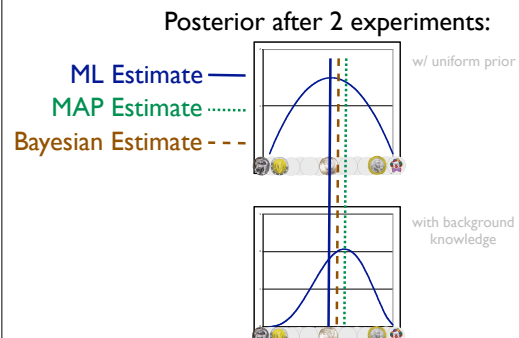 Posterior after 2 experiments:
w/ uniform prior
ML Estimate
MAP Estimate
Bayesian Estimate
with background
knowledge